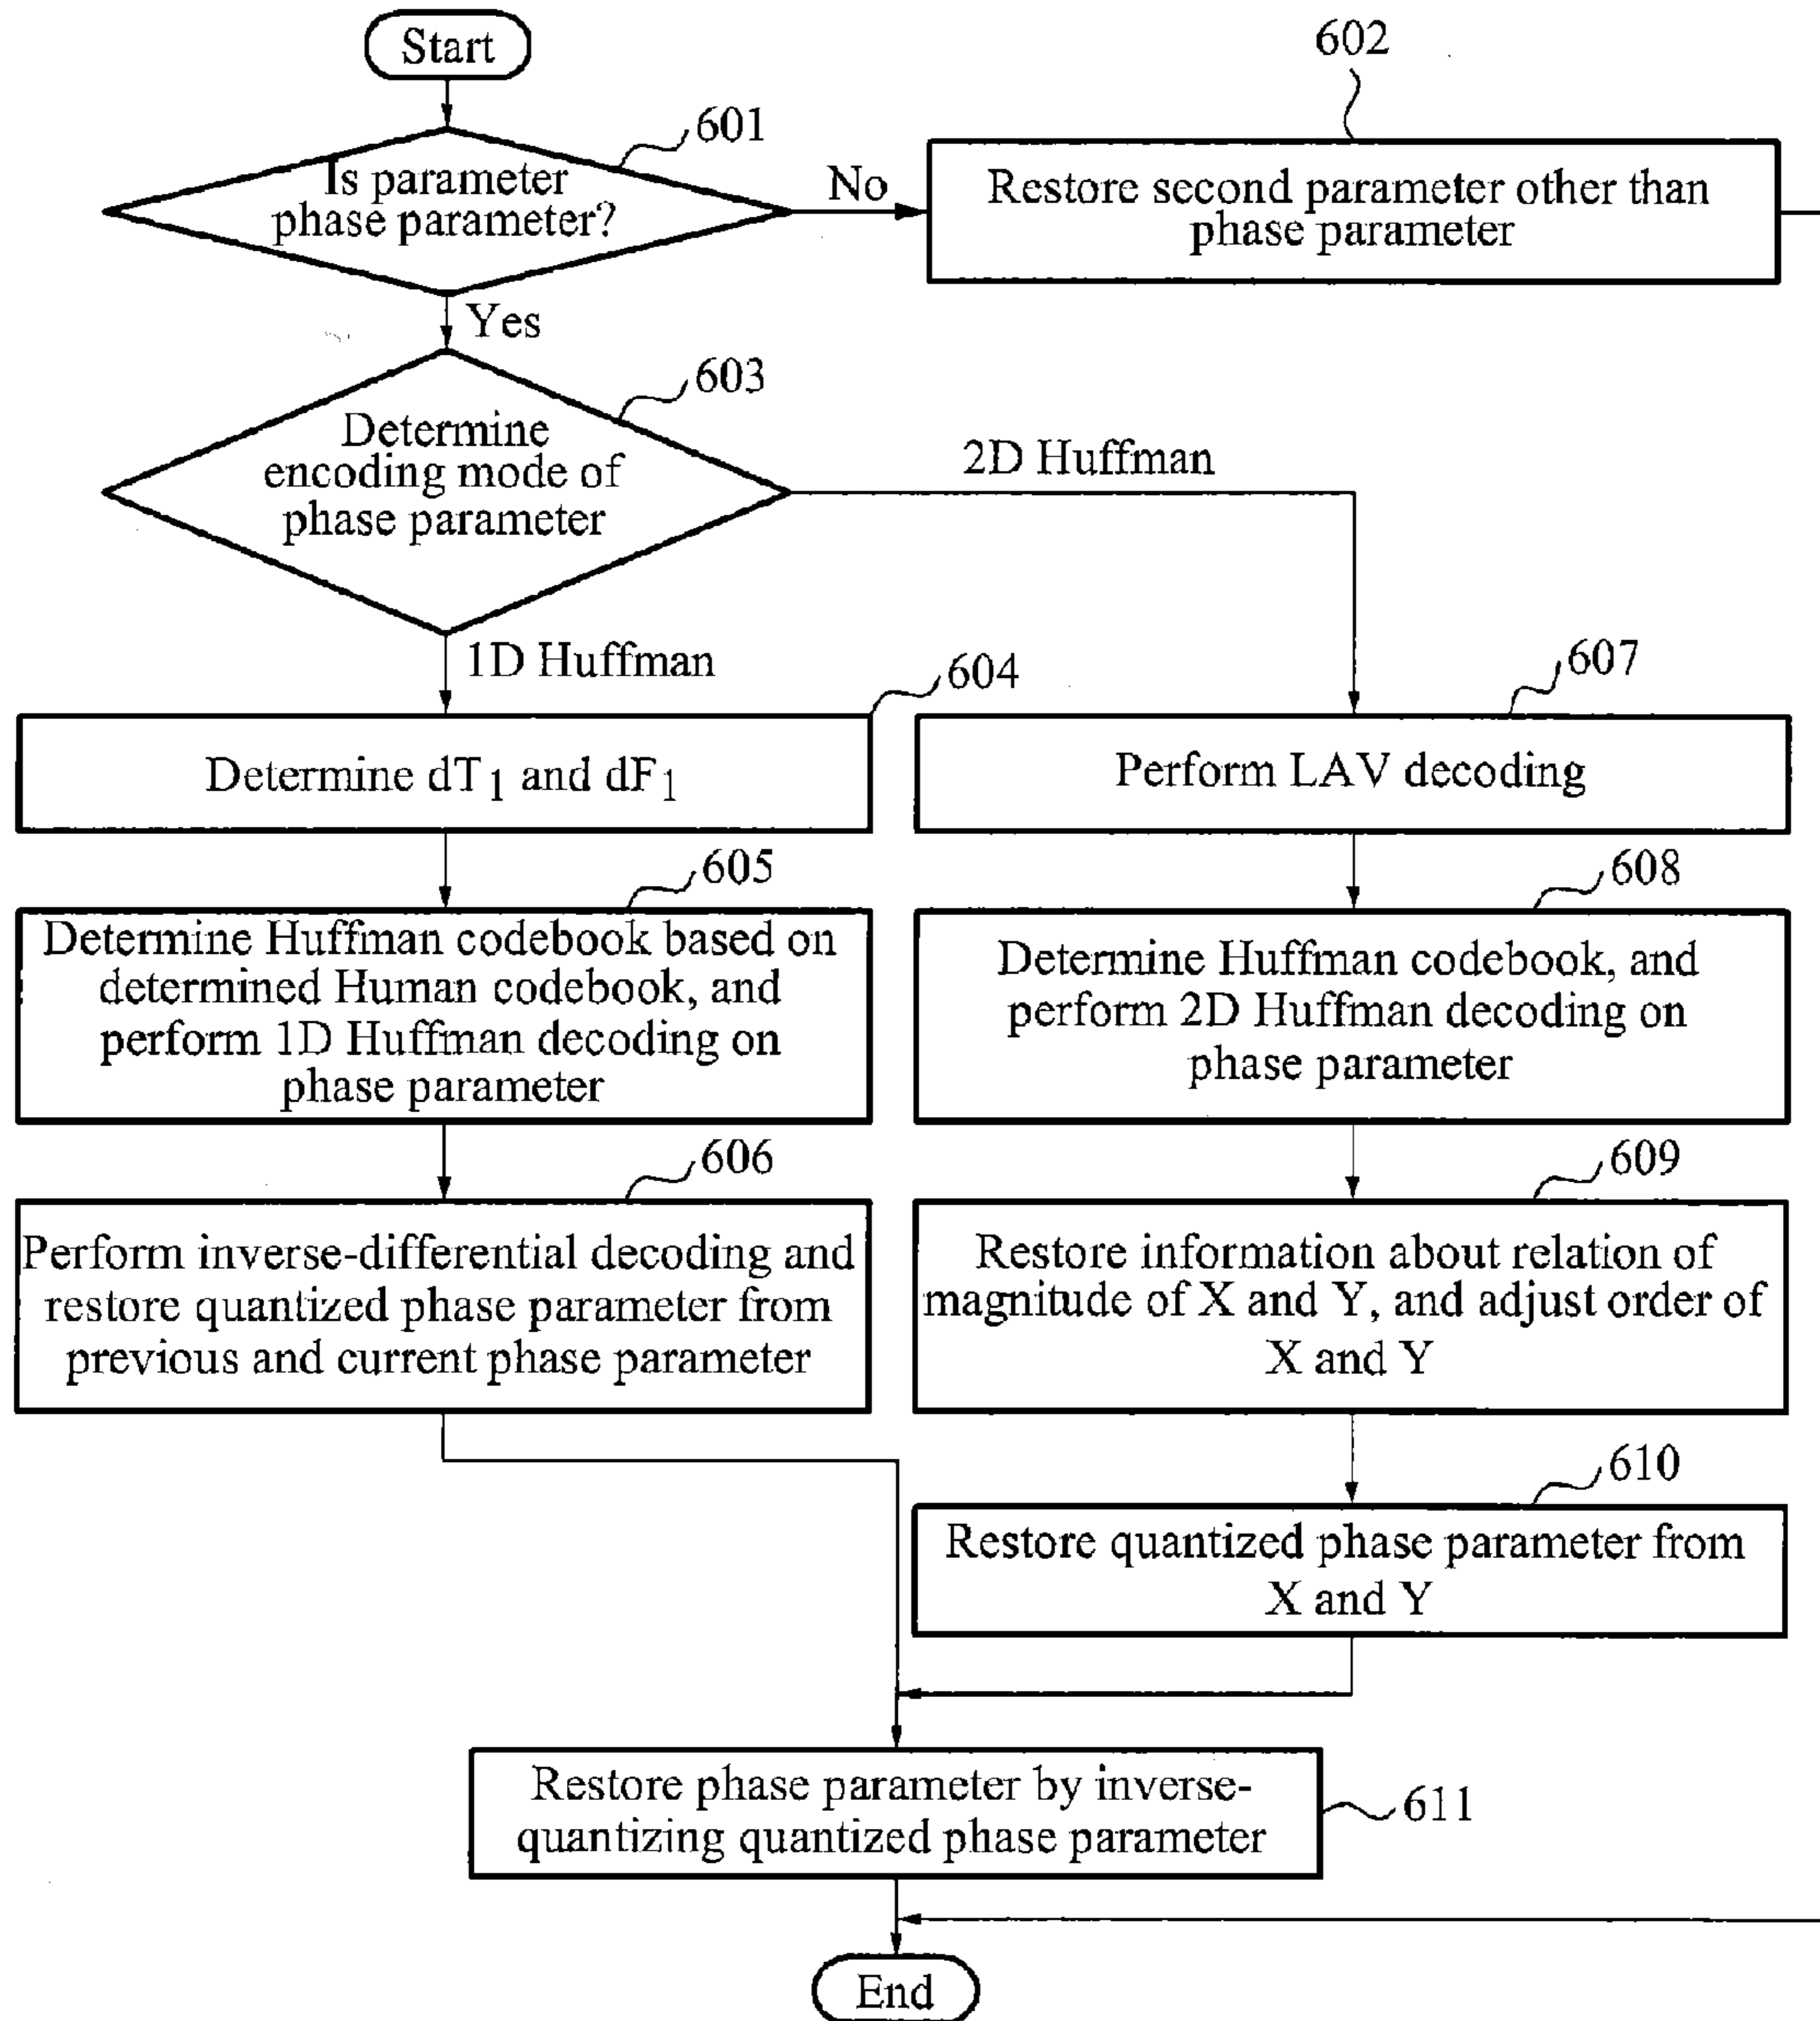 Start
601
Is parameter
phase parameter?
No
602
Restore second parameter other than
phase parameter
Yes
603
Determine
encoding mode of
phase parameter
2D Huffman
1D Huffman
604
Determine dT1 and dF1
607
Perform LAV decoding
605
Determine Huffman codebook based on
determined Human codebook, and
perform 1D Huffman decoding on
phase parameter
608
Determine Huffman codebook, and
perform 2D Huffman decoding on
phase parameter
606
Perform inverse-differential decoding and
restore quantized phase parameter from
previous and current phase parameter
609
Restore information about relation of
magnitude of X and Y, and adjust order of
X and Y
610
Restore quantized phase parameter from
X and Y
Restore phase parameter by inverse-
quantizing quantized phase parameter
611
End